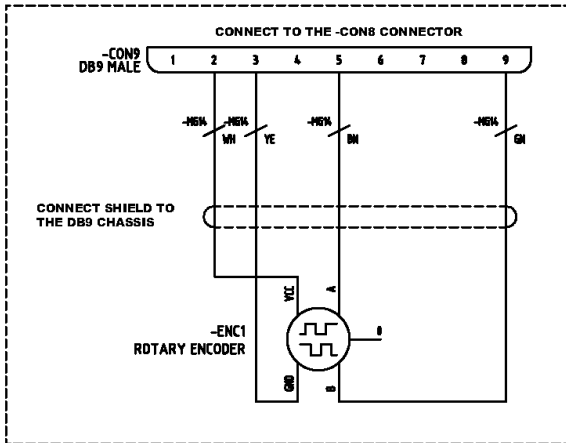 CONNECT TO THE -CON8 CONNECTOR
-CON9
DB9 MALE
1 2 3 4 5 6 7 8 9
-MG14 -MG14 -MG14 -MG14
WH YE BN GN
CONNECT SHIELD TO
THE DB9 CHASSIS
VCC A
-ENC1
ROTARY ENCODER
0
GND B